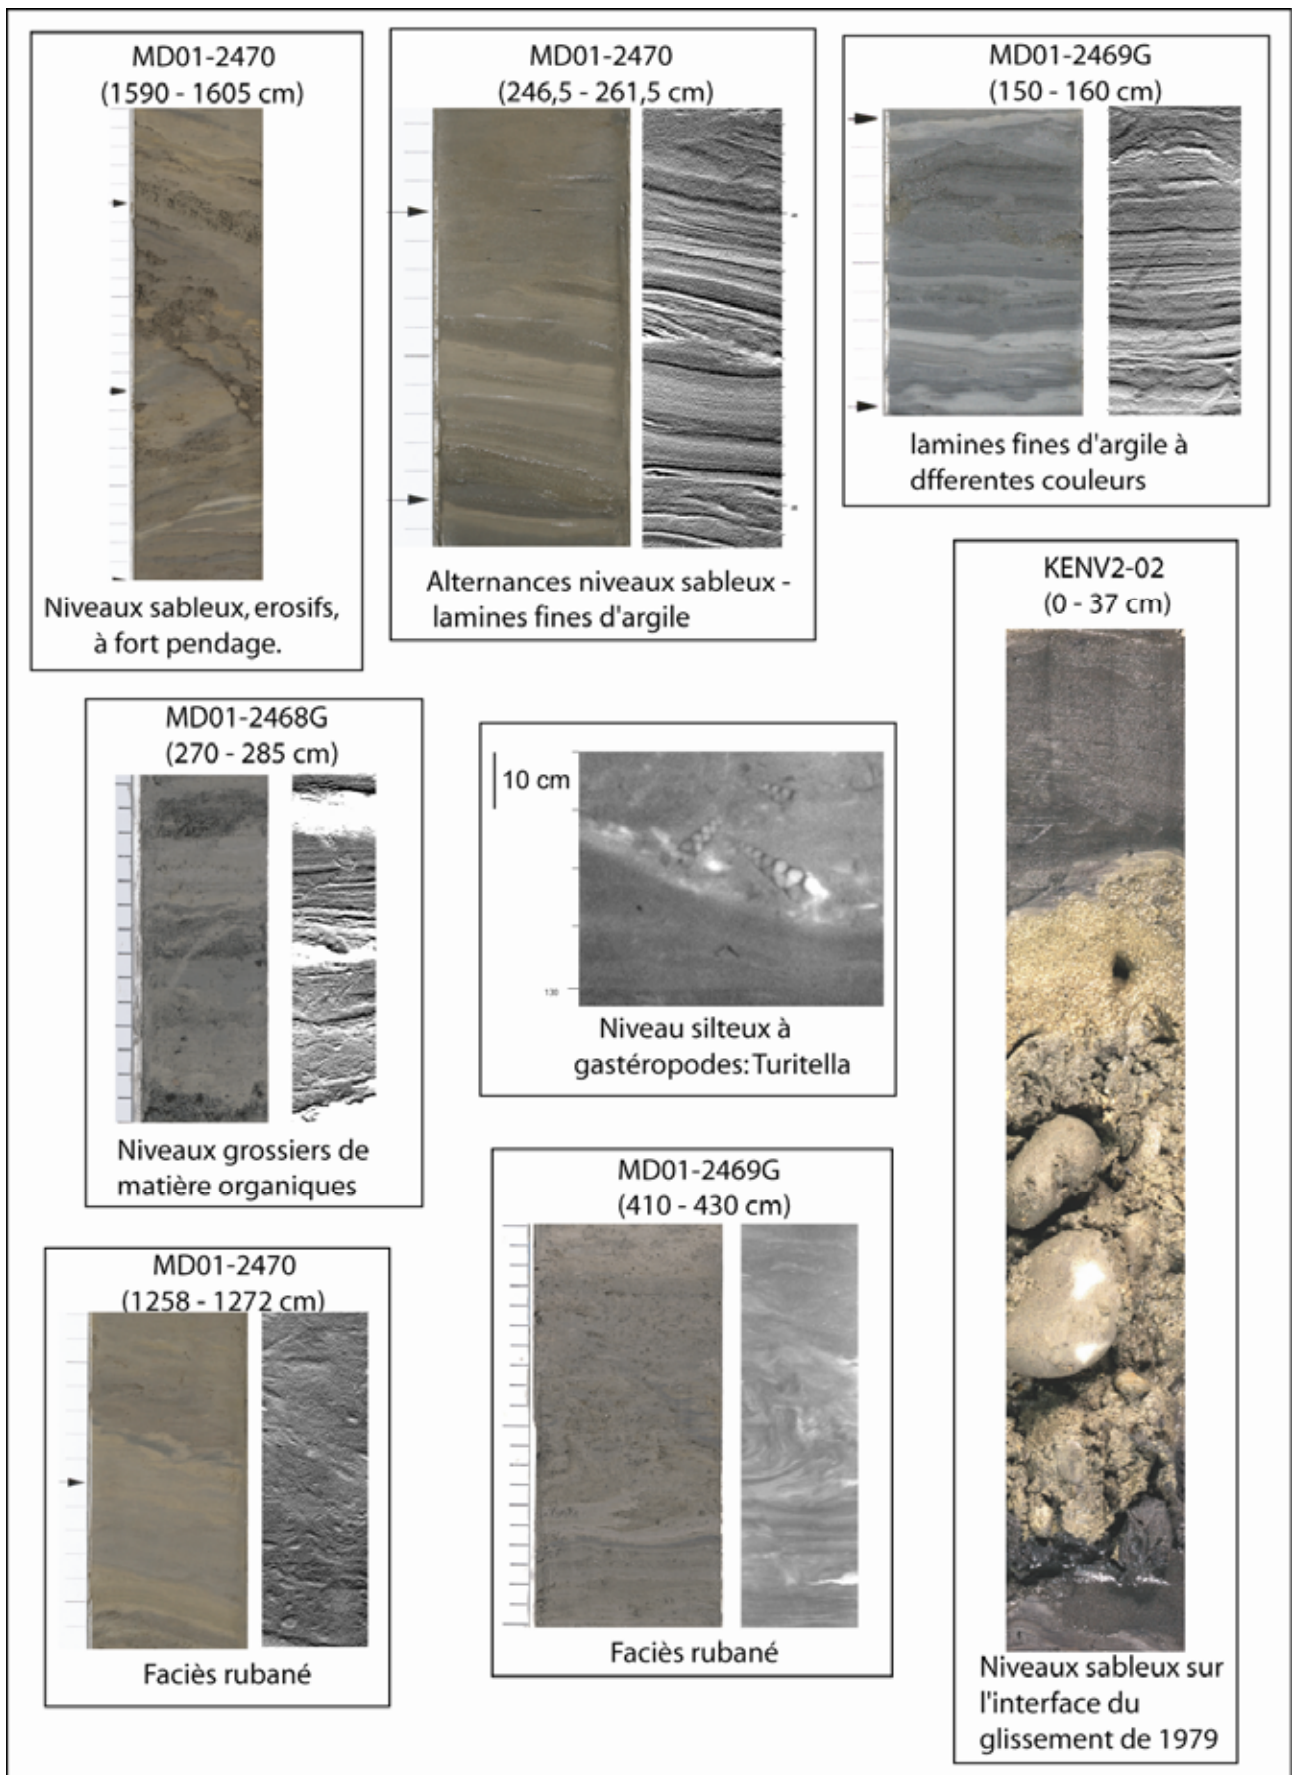 MD01-2470
(1590 - 1605 cm)
Niveaux sableux, erosifs,
à fort pendage.
MD01-2470
(246,5 - 261,5 cm)
Alternances niveaux sableux -
lamines fines d'argile
MD01-2469G
(150 - 160 cm)
lamines fines d'argile à
dfferentes couleurs
MD01-2468G
(270 - 285 cm)
Niveaux grossiers de
matière organiques
10 cm
130
Niveau silteux à
gastéropodes: Turitella
KENV2-02
(0 - 37 cm)
Niveaux sableux sur
l'interface du
glissement de 1979
MD01-2470
(1258 - 1272 cm)
Faciès rubané
MD01-2469G
(410 - 430 cm)
Faciès rubané